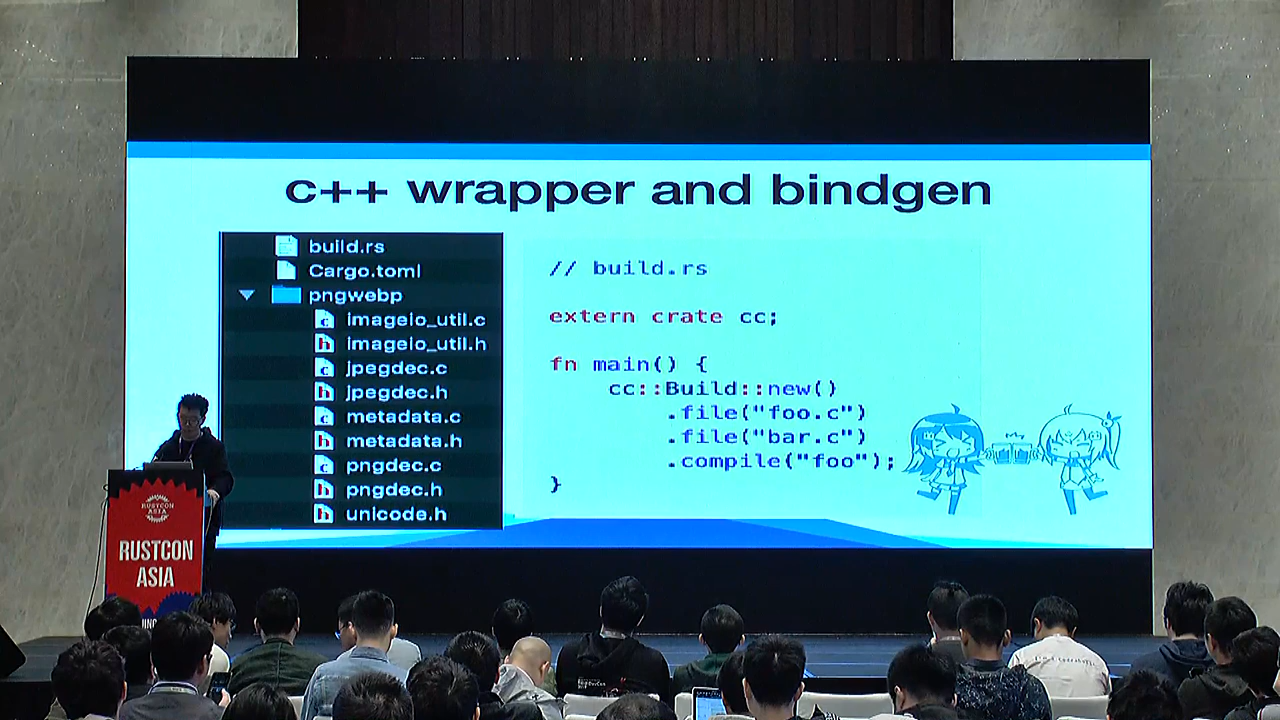 c++ wrapper and bindgen
build.rs
Cargo.toml
pngwebp
imageio_util.c
imageio_util.h
jpegdec.c
jpegdec.h
metadata.c
metadata.h
pngdec.c
pngdec.h
unicode.h
// build.rs
extern crate cc;
fn main() {
cc::Build::new()
.file("foo.c")
.file("bar.c")
.compile("foo");
}
RUSTCON
ASIA
RUSTCON
ASIA